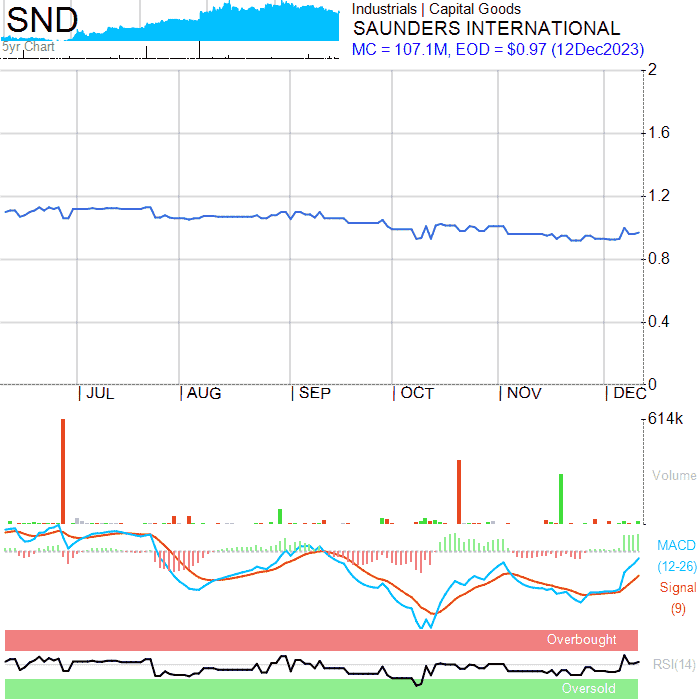 SND
Industrials | Capital Goods
SAUNDERS INTERNATIONAL
MC = 107.1M, EOD = $0.97 (12Dec2023)
5yr Chart
2
1.6
1.2
0.8
0.4
0
| JUL | AUG | SEP | OCT | NOV | DEC
614k
Volume
MACD
(12-26)
Signal
(9)
Overbought
RSI(14)
Oversold